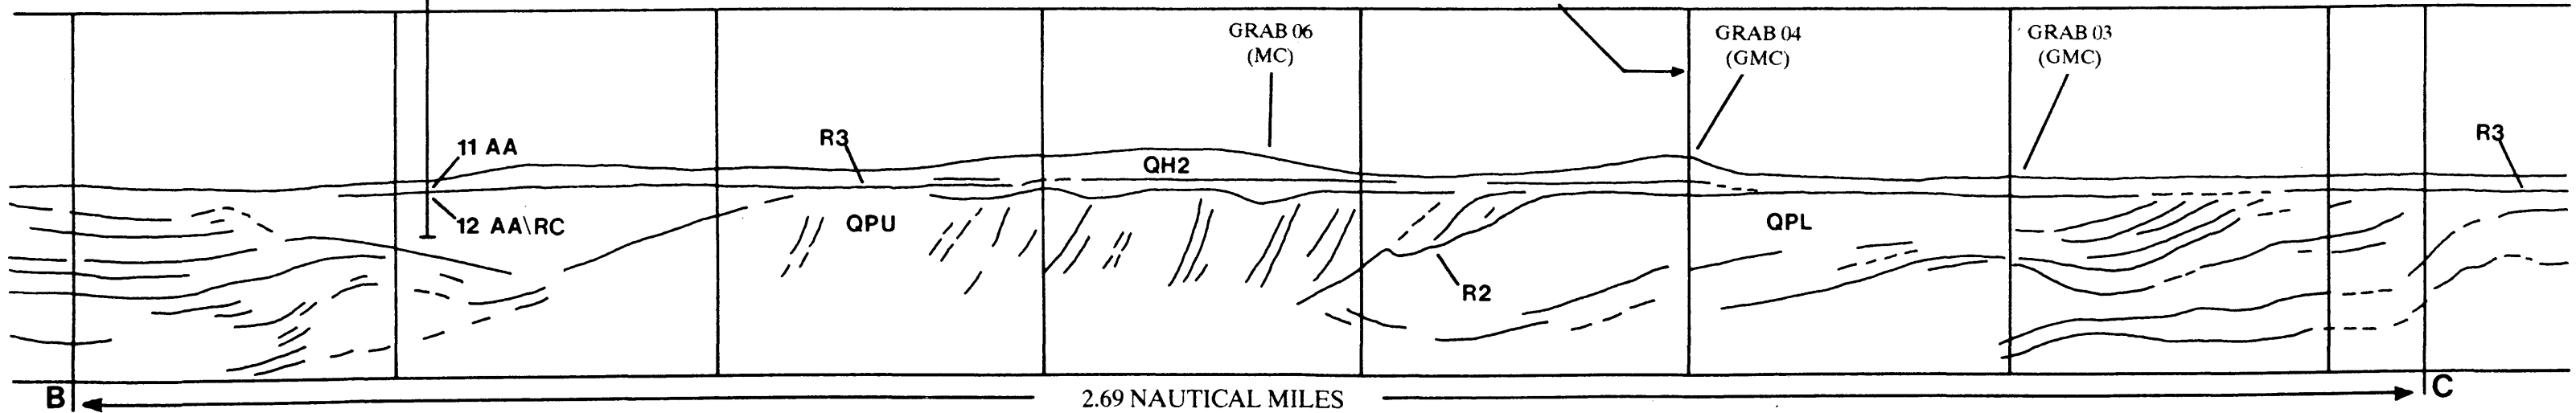 GRAB 06
(MC)
GRAB 04
(GMC)
GRAB 03
(GMC)
11 AA
R3
QH2
R3
12 AA\RC
QPU
QPL
R2
B
2.69 NAUTICAL MILES
C